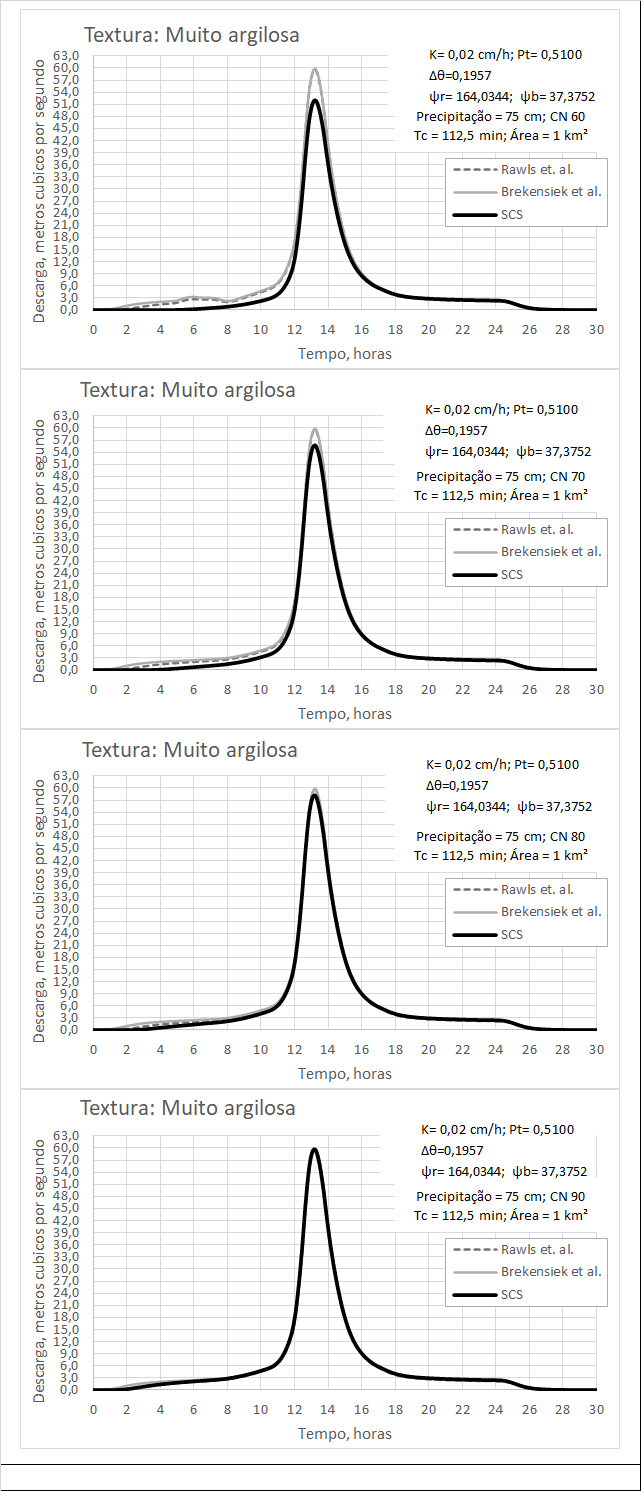 Textura: Muito argilosa
K= 0,02 cm/h; Pt= 0,5100
Δθ=0,1957
ψr= 164,0344; ψb= 37,3752
Precipitação = 75 cm; CN 60
Tc = 112,5 min; Área = 1 km²
Rawls et. al.
Brekensiek et al.
SCS
Descarga, metros cubicos por segundo
63,0
60,0
57,0
54,0
51,0
48,0
45,0
42,0
39,0
36,0
33,0
30,0
27,0
24,0
21,0
18,0
15,0
12,0
9,0
6,0
3,0
0,0
0 2 4 6 8 10 12 14 16 18 20 22 24 26 28 30
Tempo, horas
Textura: Muito argilosa
K= 0,02 cm/h; Pt= 0,5100
Δθ=0,1957
ψr= 164,0344; ψb= 37,3752
Precipitação = 75 cm; CN 70
Tc = 112,5 min; Área = 1 km²
Rawls et. al.
Brekensiek et al.
SCS
Descarga, metros cubicos por segundo
63,0
60,0
57,0
54,0
51,0
48,0
45,0
42,0
39,0
36,0
33,0
30,0
27,0
24,0
21,0
18,0
15,0
12,0
9,0
6,0
3,0
0,0
0 2 4 6 8 10 12 14 16 18 20 22 24 26 28 30
Tempo, horas
Textura: Muito argilosa
K= 0,02 cm/h; Pt= 0,5100
Δθ=0,1957
ψr= 164,0344; ψb= 37,3752
Precipitação = 75 cm; CN 80
Tc = 112,5 min; Área = 1 km²
Rawls et. al.
Brekensiek et al.
SCS
Descarga, metros cubicos por segundo
63,0
60,0
57,0
54,0
51,0
48,0
45,0
42,0
39,0
36,0
33,0
30,0
27,0
24,0
21,0
18,0
15,0
12,0
9,0
6,0
3,0
0,0
0 2 4 6 8 10 12 14 16 18 20 22 24 26 28 30
Tempo, horas
Textura: Muito argilosa
K= 0,02 cm/h; Pt= 0,5100
Δθ=0,1957
ψr= 164,0344; ψb= 37,3752
Precipitação = 75 cm; CN 90
Tc = 112,5 min; Área = 1 km²
Rawls et. al.
Brekensiek et al.
SCS
Descarga, metros cubicos por segundo
63,0
60,0
57,0
54,0
51,0
48,0
45,0
42,0
39,0
36,0
33,0
30,0
27,0
24,0
21,0
18,0
15,0
12,0
9,0
6,0
3,0
0,0
0 2 4 6 8 10 12 14 16 18 20 22 24 26 28 30
Tempo, horas